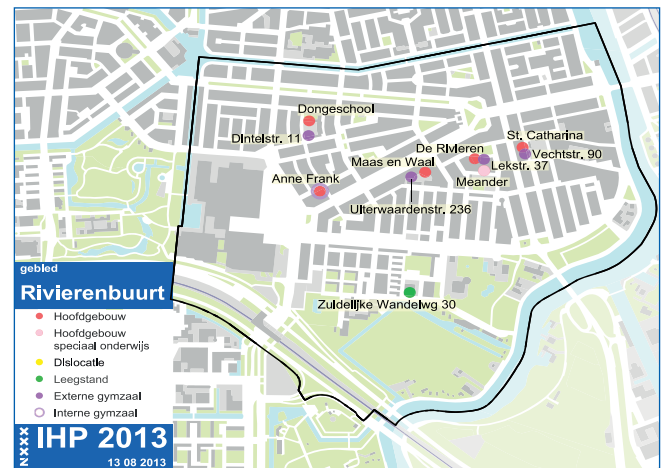 Dongeschool
Dintelstr. 11
St. Catharina
De Rivieren
Vechtstr. 90
Maas en Waal
Lekstr. 37
Anne Frank
Meander
Uiterwaardenstr. 236
Zuidelijke Wandelwg 30
gebied
Rivierenbuurt
Hoofdgebouw
Hoofdgebouw
speciaal onderwijs
Dislocatie
Leegstand
Externe gymzaal
Interne gymzaal
NXXXX
IHP 2013
13 08 2013